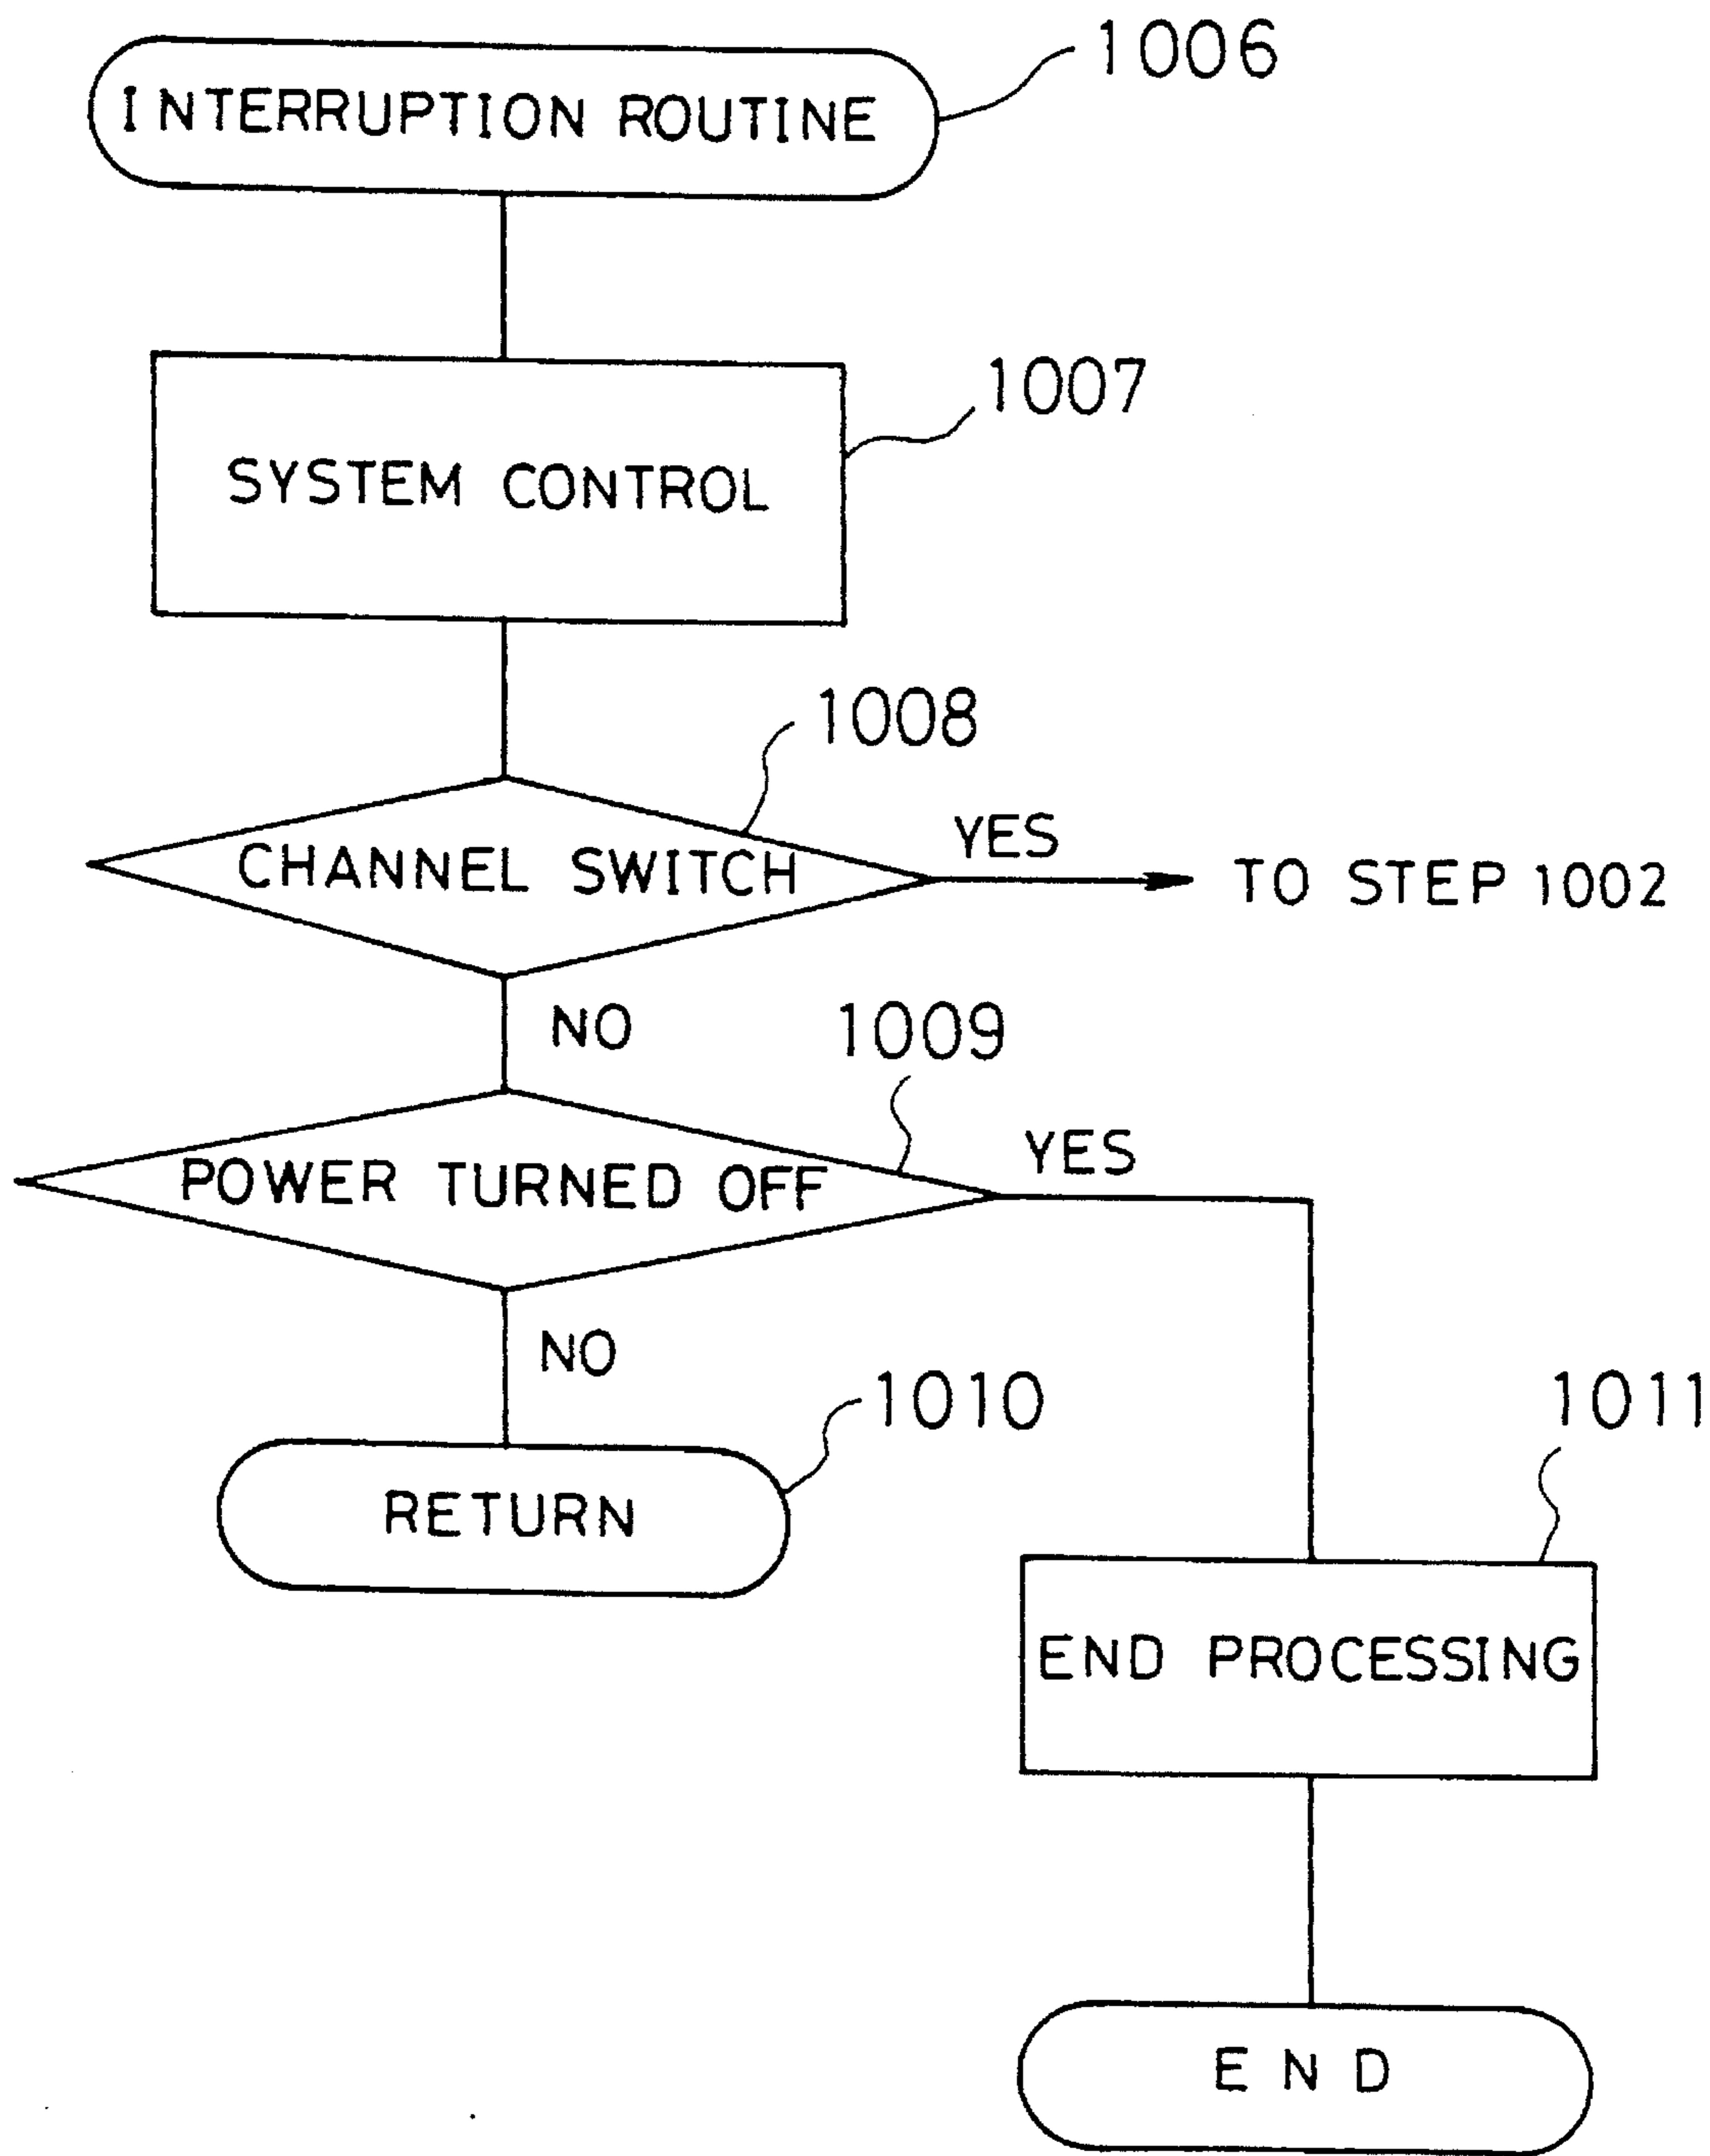 1006
INTERRUPTION ROUTINE
1007
SYSTEM CONTROL
1008
CHANNEL SWITCH
YES
TO STEP 1002
NO
1009
POWER TURNED OFF
YES
NO
1010
RETURN
1011
END PROCESSING
END